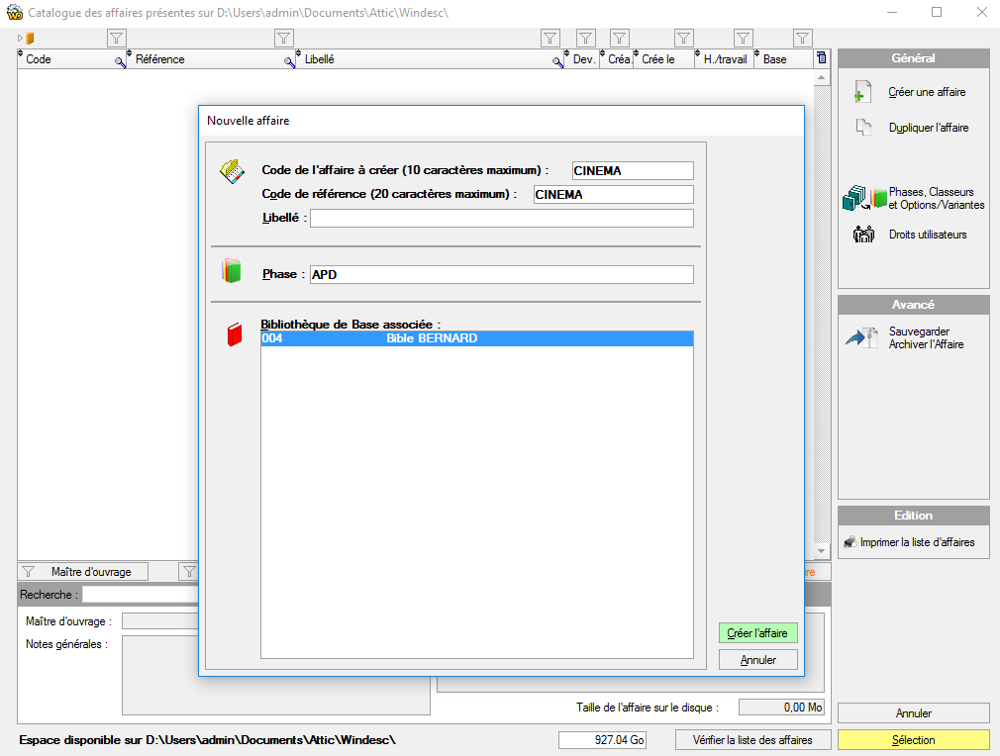 Catalogue des affaires présentes sur D:\Users\admin\Documents\Attic\Windesc\
Code Référence Libellé Dev. Créa. Crée le H./travail Base
Nouvelle affaire
Code de l'affaire à créer (10 caractères maximum) : CINEMA
Code de référence (20 caractères maximum) : CINEMA
Libellé :
Phase : APD
Bibliothèque de Base associée :
004 Bible BERNARD
Créer l'affaire
Annuler
Général
Créer une affaire
Dupliquer l'affaire
Phases, Classeurs
et Options/Variantes
Droits utilisateurs
Avancé
Sauvegarder
Archiver l'Affaire
Edition
Imprimer la liste d'affaires
Maître d'ouvrage
Recherche :
Maître d'ouvrage :
Notes générales :
Taille de l'affaire sur le disque : 0,00 Mo
Annuler
Espace disponible sur D:\Users\admin\Documents\Attic\Windesc\ 927.04 Go
Vérifier la liste des affaires
Sélection